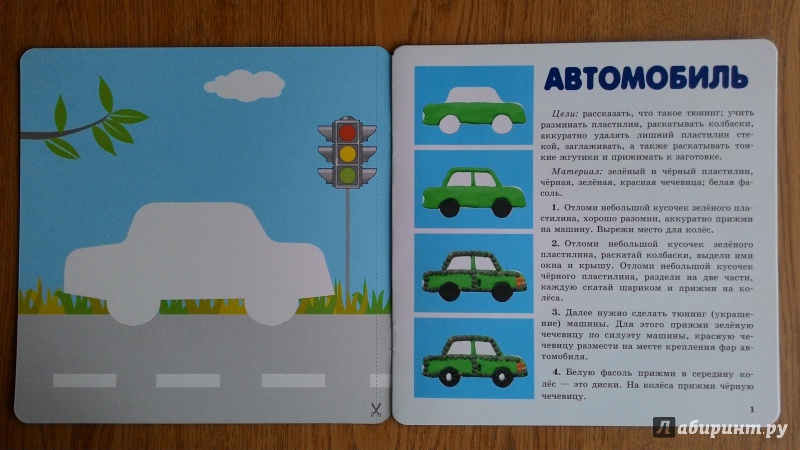 АВТОМОБИЛЬ
Цели: рассказать, что такое тюнинг; учить
разминать пластилин, раскатывать колбаски,
аккуратно удалять лишний пластилин сте-
кой, заглаживать, а также раскатывать тон-
кие жгутики и прижимать к заготовке.
Материал: зелёный и чёрный пластилин,
чёрная, зелёная, красная чечевица; белая фа-
соль.
1. Отломи небольшой кусочек зелёного пла-
стилина, хорошо разомни, аккуратно прижми
на машину. Вырежи место для колёс.
2. Отломи небольшой кусочек зелёного
пластилина, раскатай колбаски, выдели ими
окна и крышу. Отломи небольшой кусочек
чёрного пластилина, раздели на две части,
каждую скатай шариком и прижми на ко-
лёса.
3. Далее нужно сделать тюнинг (украше-
ние) машины. Для этого прижми зелёную
чечевицу по силуэту машины, красную че-
чевицу размести на месте крепления фар ав-
томобиля.
4. Белую фасоль прижми в середину ко-
лёс — это диски. На колёса прижми чёрную
чечевицу.
1
Лабиринт.ру